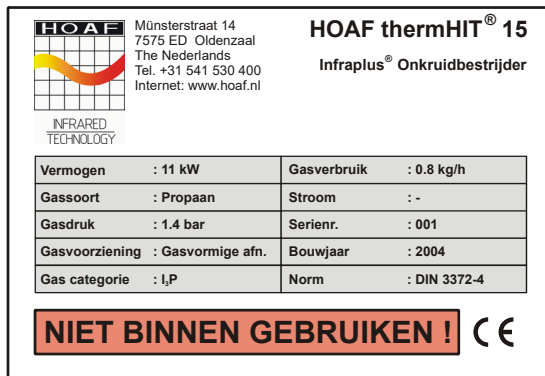 HOAF
INFRARED
TECHNOLOGY
Münsterstraat 14
7575 ED Oldenzaal
The Nederlands
Tel. +31 541 530 400
Internet: www.hoaf.nl
HOAF thermHIT® 15
Infraplus® Onkruidbestrijder
Vermogen : 11 kW Gasverbruik : 0.8 kg/h
Gassoort : Propaan Stroom : -
Gasdruk : 1.4 bar Serienr. : 001
Gasvoorziening : Gasvormige afn. Bouwjaar : 2004
Gas categorie : I₃P Norm : DIN 3372-4
NIET BINNEN GEBRUIKEN ! CE